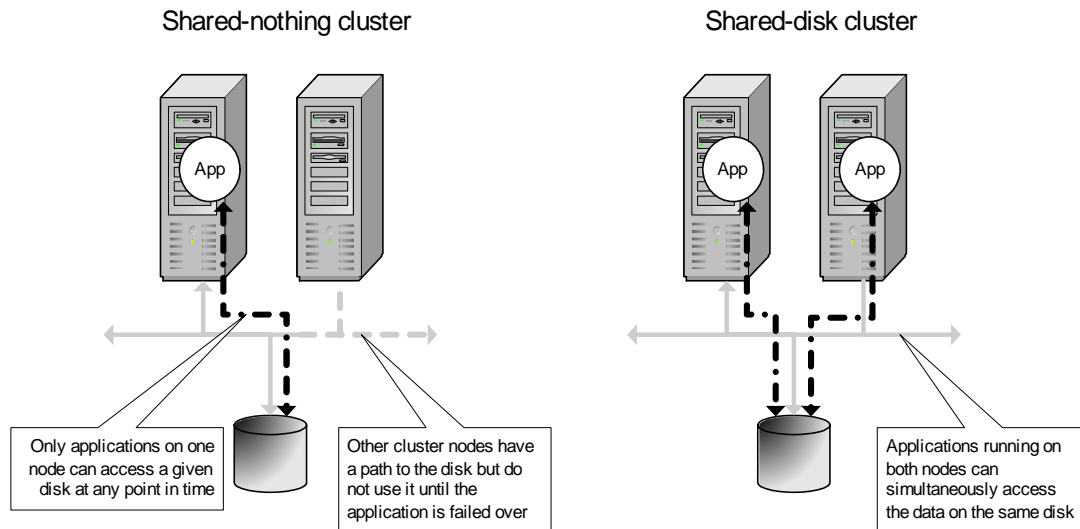 Shared-nothing cluster
Shared-disk cluster
App
App
App
Only applications on one
node can access a given
disk at any point in time
Other cluster nodes have
a path to the disk but do
not use it until the
application is failed over
Applications running on
both nodes can
simultaneously access
the data on the same disk